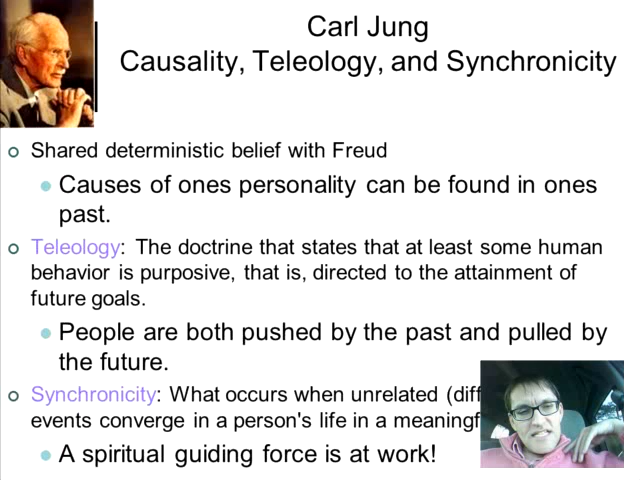 Carl Jung
Causality, Teleology, and Synchronicity
Shared deterministic belief with Freud
Causes of ones personality can be found in ones
past.
Teleology: The doctrine that states that at least some human
behavior is purposive, that is, directed to the attainment of
future goals.
People are both pushed by the past and pulled by
the future.
Synchronicity: What occurs when unrelated (diff
events converge in a person's life in a meaningf
A spiritual guiding force is at work!